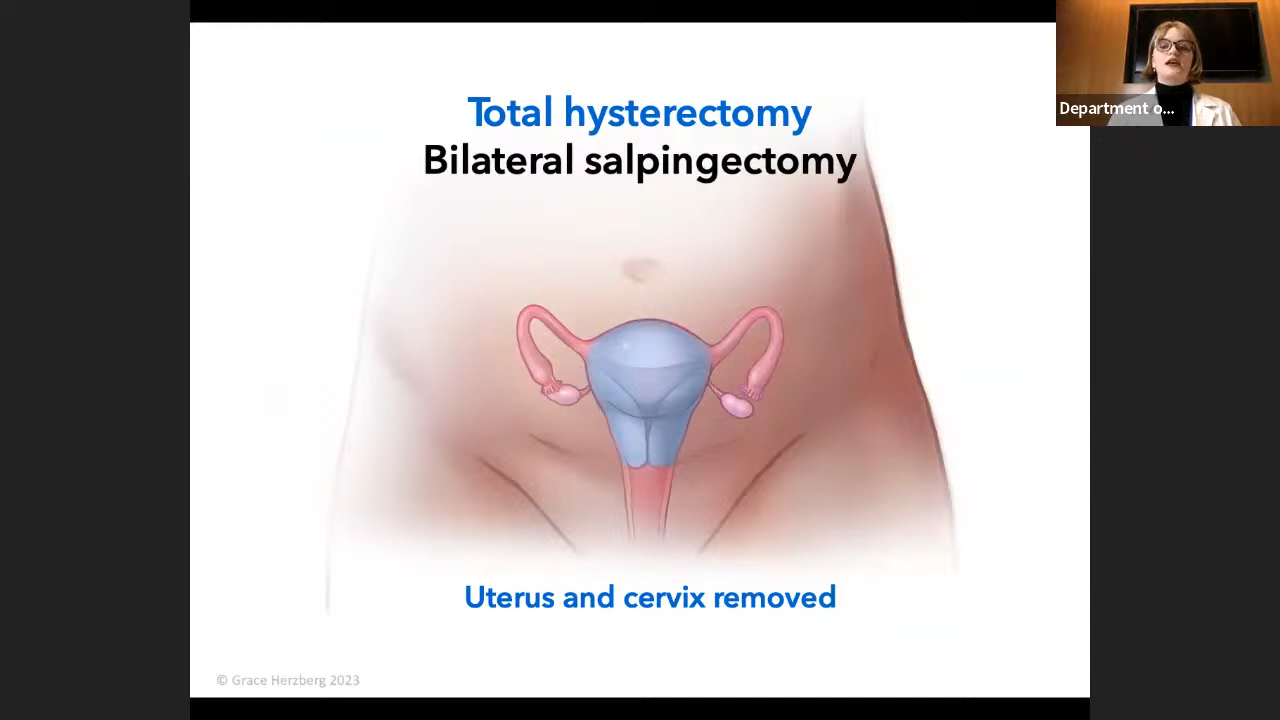 Total hysterectomy
Bilateral salpingectomy
Uterus and cervix removed
© Grace Herzberg 2023
Department o...